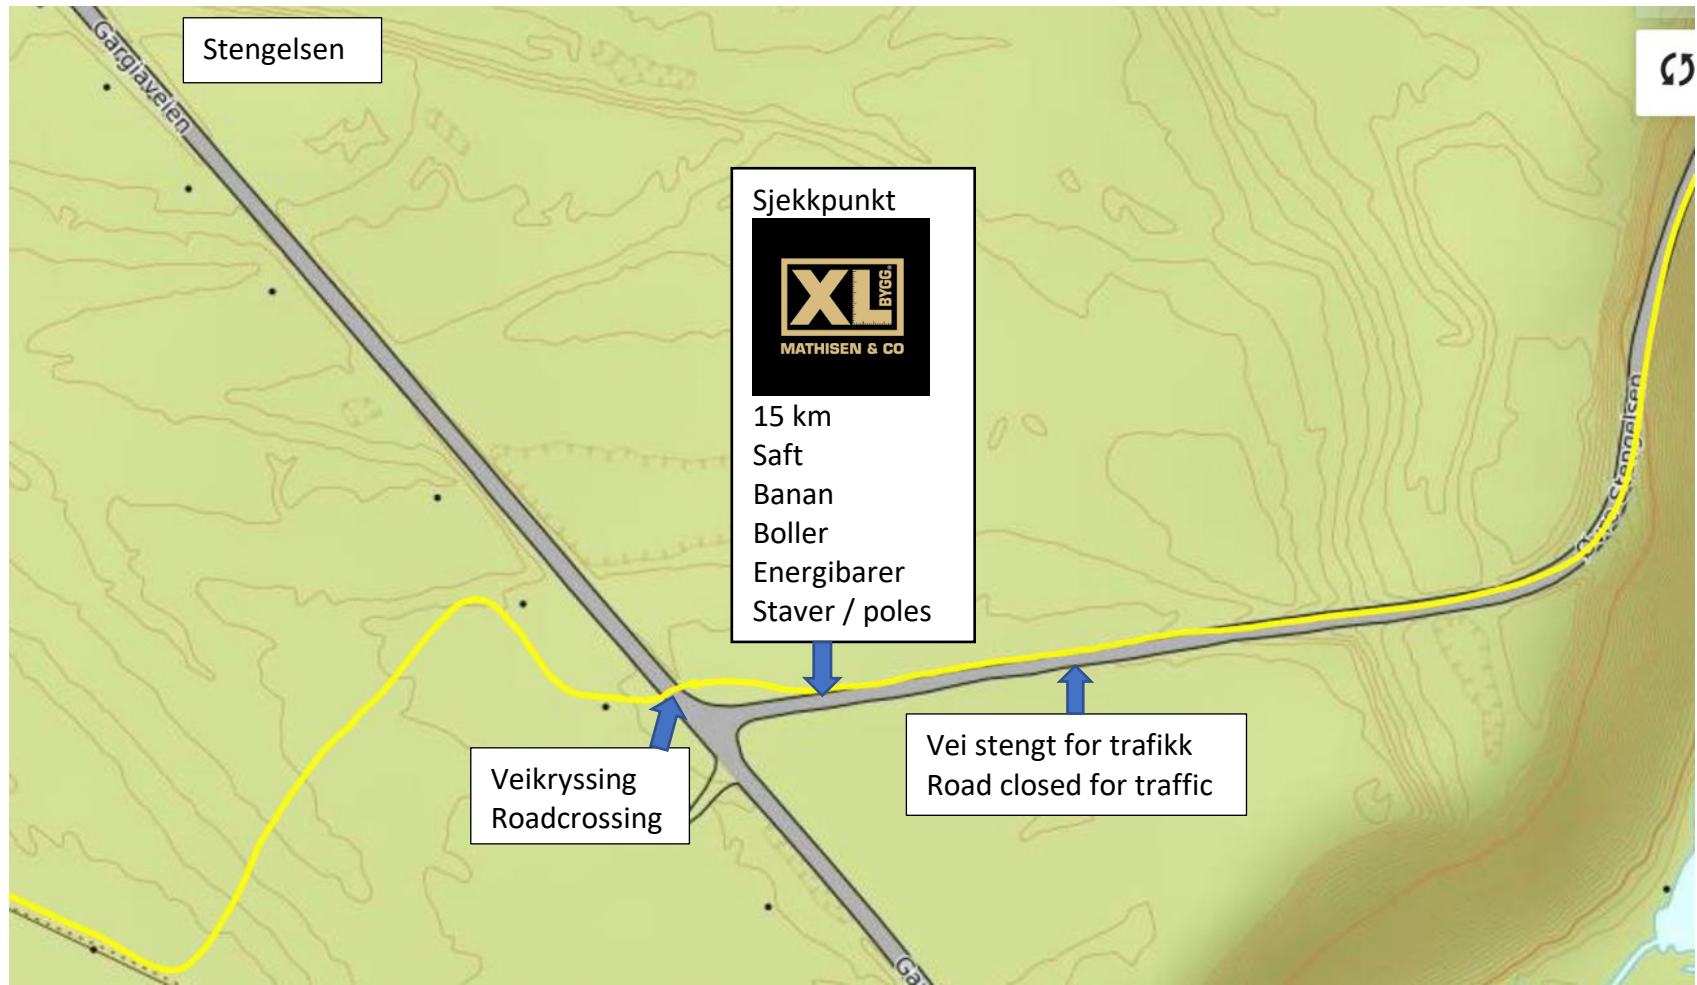 Stengelsen
Gargiaveien
Sjekkpunkt
XL
BYGG.
MATHISEN & CO
15 km
Saft
Banan
Boller
Energibarer
Staver / poles
Stengelsen
Veikryssing
Roadcrossing
Vei stengt for trafikk
Road closed for traffic